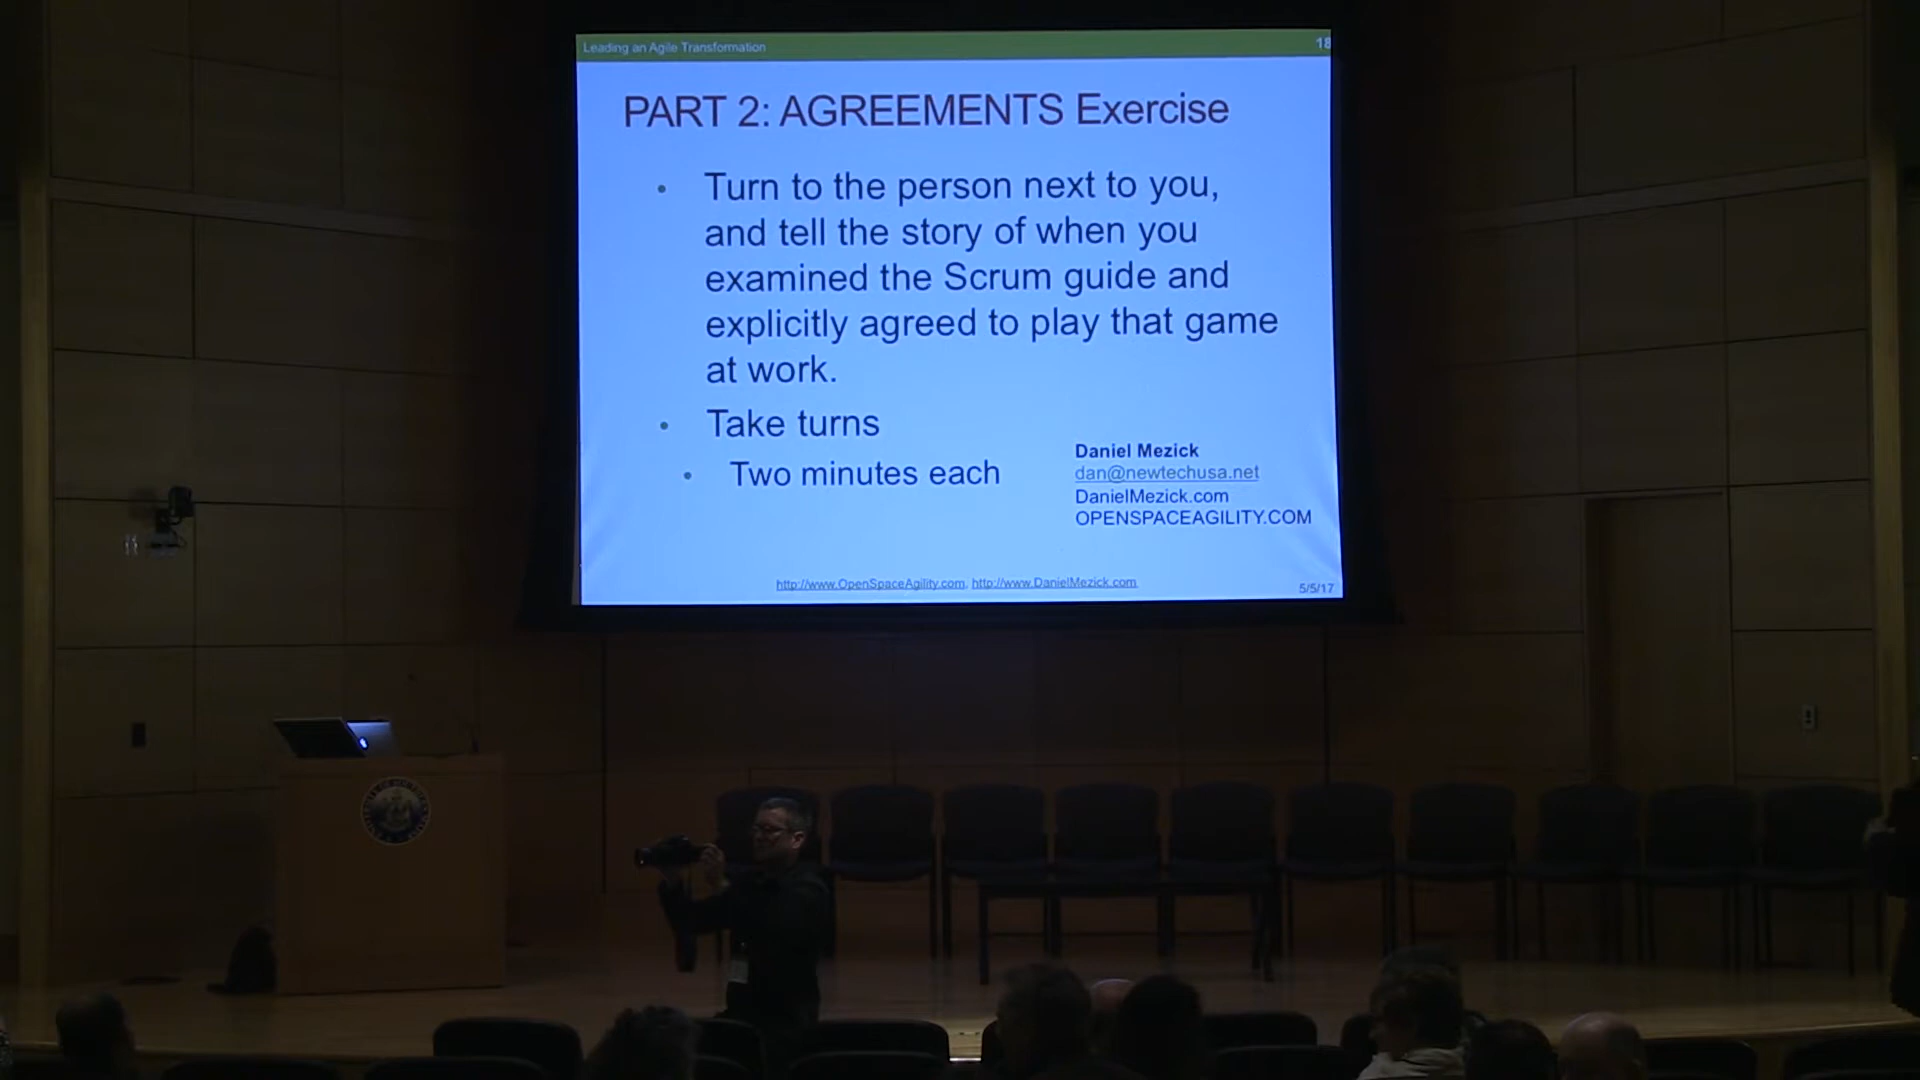 Leading an Agile Transformation
18
PART 2: AGREEMENTS Exercise
• Turn to the person next to you,
and tell the story of when you
examined the Scrum guide and
explicitly agreed to play that game
at work.
• Take turns
• Two minutes each
Daniel Mezick
dan@newtechusa.net
DanielMezick.com
OPENSPACEAGILITY.COM
http://www.OpenSpaceAgility.com, http://www.DanielMezick.com
5/5/17